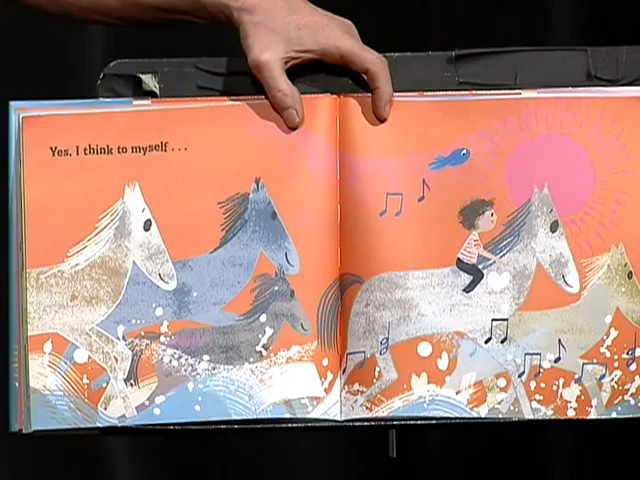 Yes, I think to myself . . .